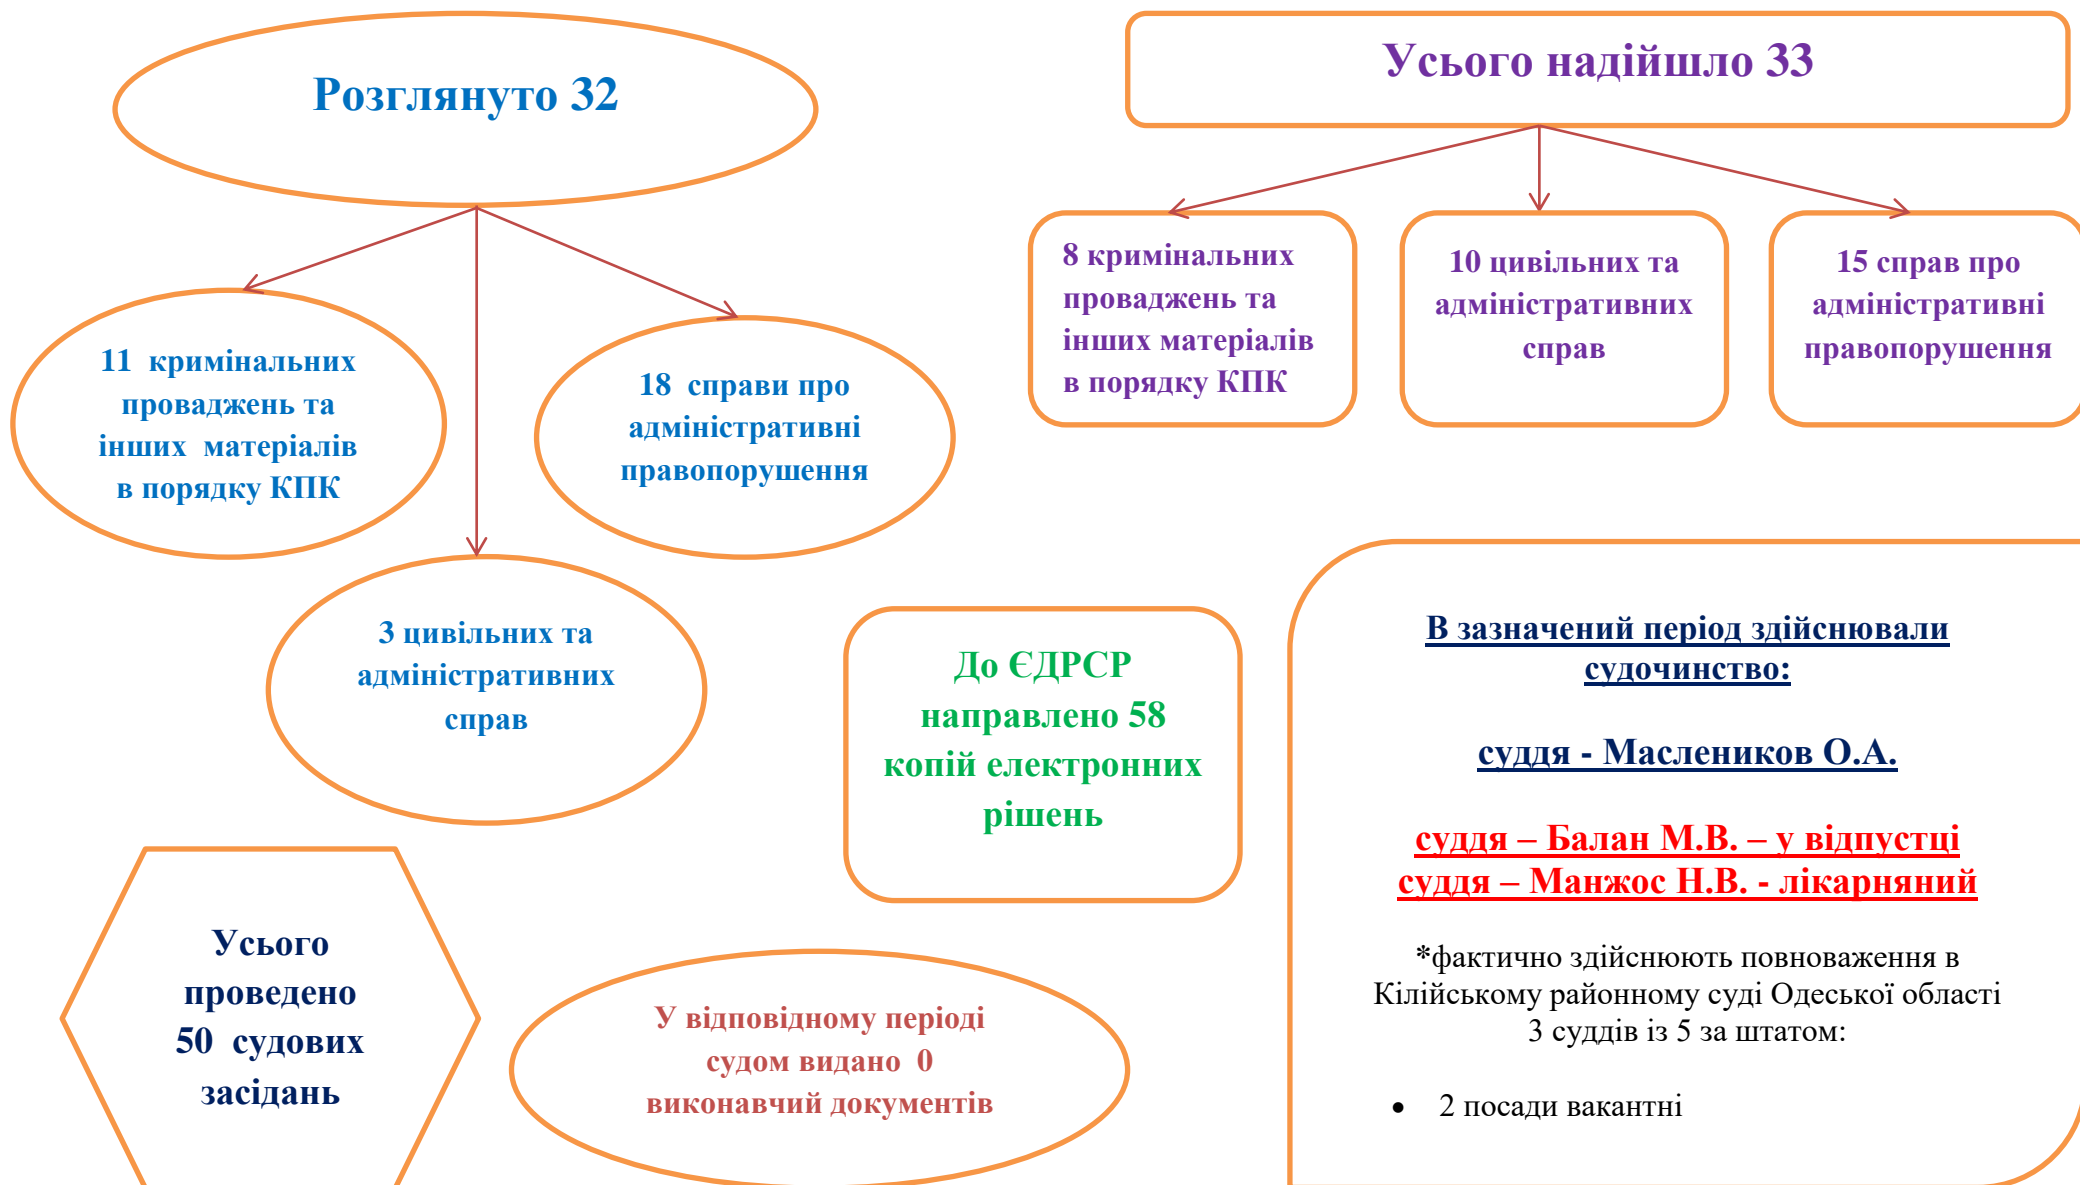 Розглянуто 32
Усього надійшло 33
8 кримінальних
проваджень та
інших матеріалів
в порядку КПК
10 цивільних та
адміністративних
справ
15 справ про
адміністративні
правопорушення
11 кримінальних
проваджень та
інших матеріалів
в порядку КПК
18 справи про
адміністративні
правопорушення
3 цивільних та
адміністративних
справ
До ЄДРСР
направлено 58
копій електронних
рішень
В зазначений період здійснювали
судочинство:
суддя - Маслеников О.А.
суддя – Балан М.В. – у відпустці
суддя – Манжос Н.В. - лікарняний
*фактично здійснюють повноваження в
Кілійському районному суді Одеської області
3 суддів із 5 за штатом:
• 2 посади вакантні
Усього
проведено
50 судових
засідань
У відповідному періоді
судом видано 0
виконавчий документів